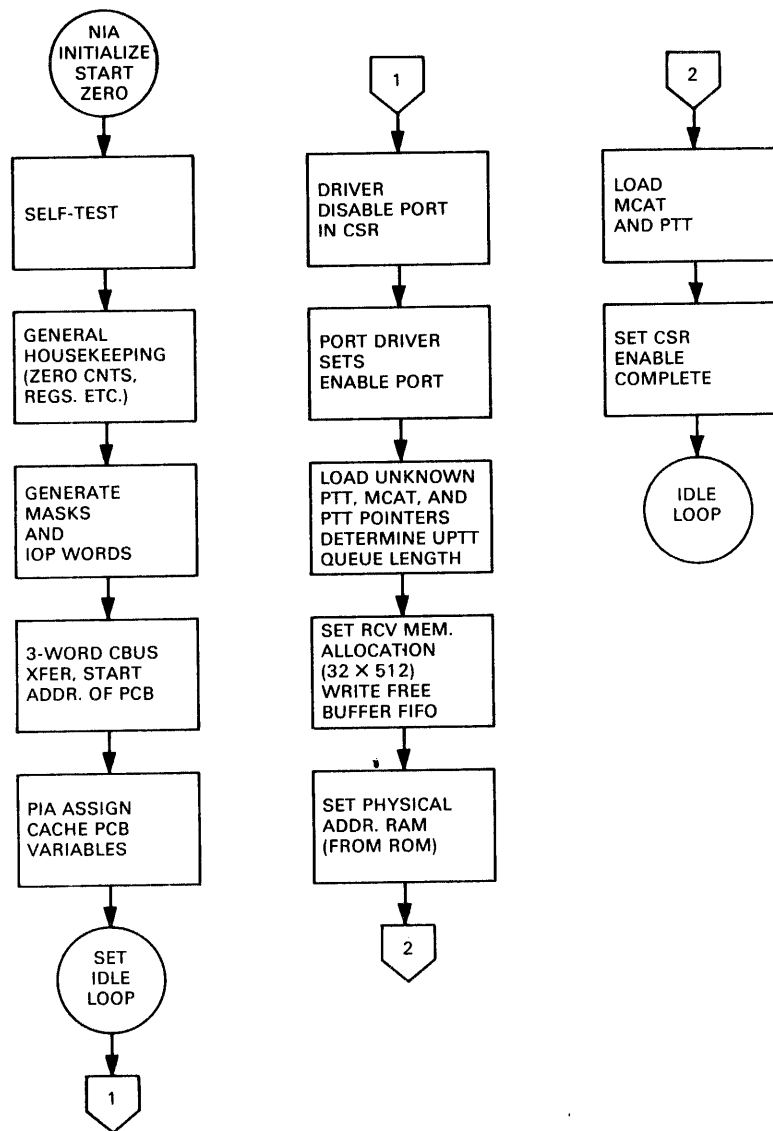 NIA
INITIALIZE
START
ZERO
SELF-TEST
GENERAL
HOUSEKEEPING
(ZERO CNTS,
REGS. ETC.)
GENERATE
MASKS
AND
IOP WORDS
3-WORD CBUS
XFER, START
ADDR. OF PCB
PIA ASSIGN
CACHE PCB
VARIABLES
SET
IDLE
LOOP
1
1
DRIVER
DISABLE PORT
IN CSR
PORT DRIVER
SETS
ENABLE PORT
LOAD UNKNOWN
PTT, MCAT, AND
PTT POINTERS
DETERMINE UPTT
QUEUE LENGTH
SET RCV MEM.
ALLOCATION
(32 × 512)
WRITE FREE
BUFFER FIFO
SET PHYSICAL
ADDR. RAM
(FROM ROM)
2
2
LOAD
MCAT
AND PTT
SET CSR
ENABLE
COMPLETE
IDLE
LOOP